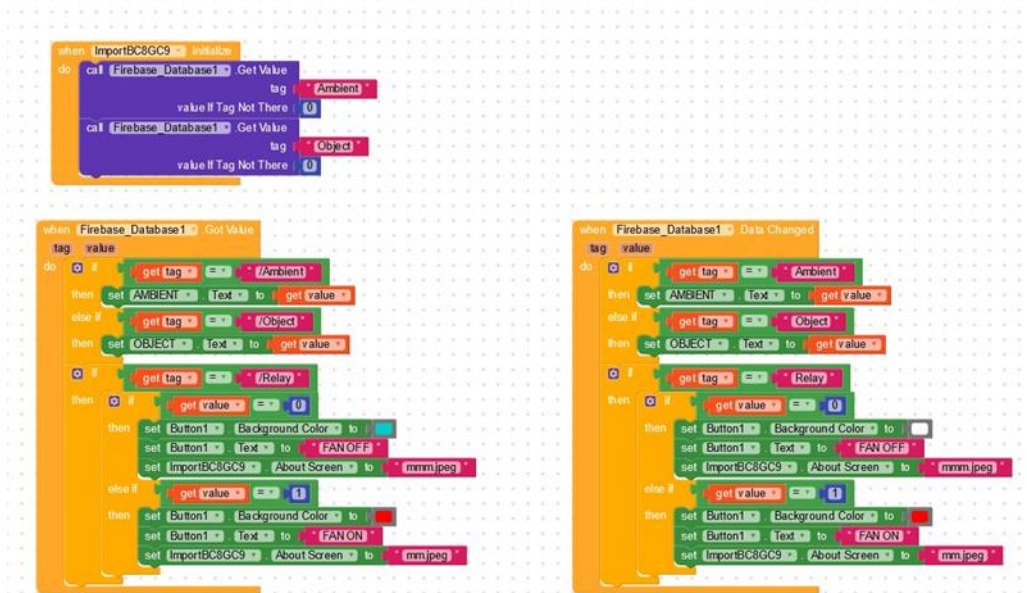 when ImportBC8GC9 Initialize
do call Firebase_Database1 .Get Value
tag " Ambient "
value If Tag Not There 0
call Firebase_Database1 .Get Value
tag " Object "
value If Tag Not There 0
when Firebase_Database1 .Got Value
tag value
do if get tag = " /Ambient "
then set AMBIENT . Text to get value
else if get tag = " /Object "
then set OBJECT . Text to get value
if get tag = " /Relay "
then if get value = 0
then set Button1 . Background Color to
set Button1 . Text to " FAN OFF "
set ImportBC8GC9 . About Screen to " mmm.jpeg "
else if get value = 1
then set Button1 . Background Color to
set Button1 . Text to " FAN ON "
set ImportBC8GC9 . About Screen to " mm.jpeg "
when Firebase_Database1 .Data Changed
tag value
do if get tag = " Ambient "
then set AMBIENT . Text to get value
else if get tag = " Object "
then set OBJECT . Text to get value
if get tag = " Relay "
then if get value = 0
then set Button1 . Background Color to
set Button1 . Text to " FAN OFF "
set ImportBC8GC9 . About Screen to " mmm.jpeg "
else if get value = 1
then set Button1 . Background Color to
set Button1 . Text to " FAN ON "
set ImportBC8GC9 . About Screen to " mm.jpeg "